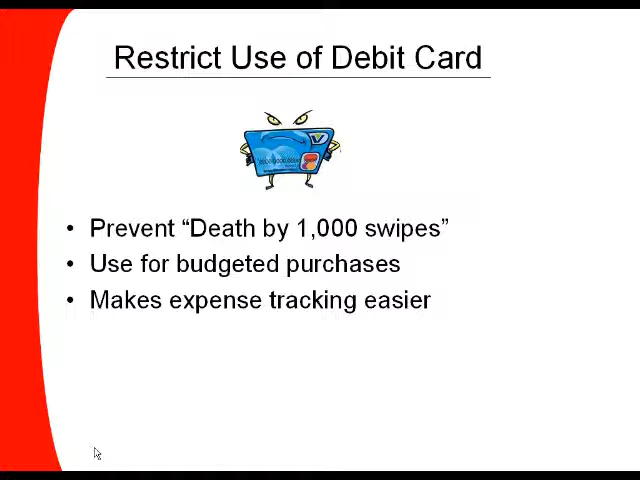 Restrict Use of Debit Card
• Prevent “Death by 1,000 swipes”
• Use for budgeted purchases
• Makes expense tracking easier